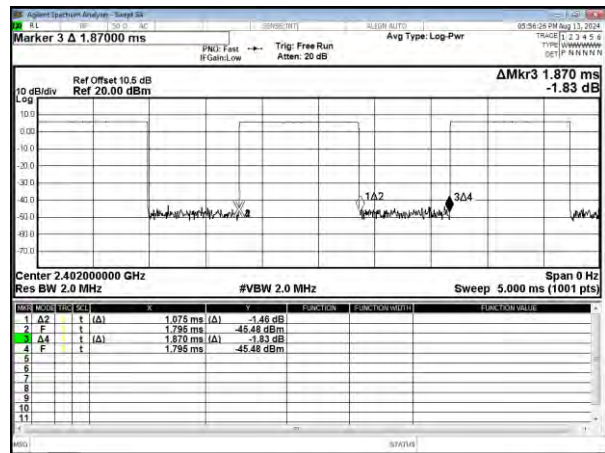 Agilent Spectrum Analyzer - Swept SA
RL RF 50 Ω AC SENSE:INT ALIGN AUTO 05:56:26 PM Aug 13, 2024
Marker 3 Δ 1.87000 ms
PNO: Fast
IFGain:Low
Trig: Free Run
Atten: 20 dB
Avg Type: Log-Pwr
TRACE 1 2 3 4 5 6
TYPE WWWWWW
DET P NNNNN
ΔMkr3 1.870 ms
-1.83 dB
Ref Offset 10.5 dB
10 dB/div Ref 20.00 dBm
Log
10.0
0.00
-10.0
-20.0
-30.0
-40.0
-50.0
-60.0
-70.0
1Δ2
3Δ4
Center 2.402000000 GHz Span 0 Hz
Res BW 2.0 MHz #VBW 2.0 MHz Sweep 5.000 ms (1001 pts)
MKR MODE TRC SCL X Y FUNCTION FUNCTION WIDTH FUNCTION VALUE
1 Δ2 t (Δ) 1.075 ms (Δ) -1.46 dB
2 F t 1.795 ms -45.48 dBm
3 Δ4 t (Δ) 1.870 ms (Δ) -1.83 dB
4 F t 1.795 ms -45.48 dBm
5
6
7
8
9
10
11
MSG STATUS